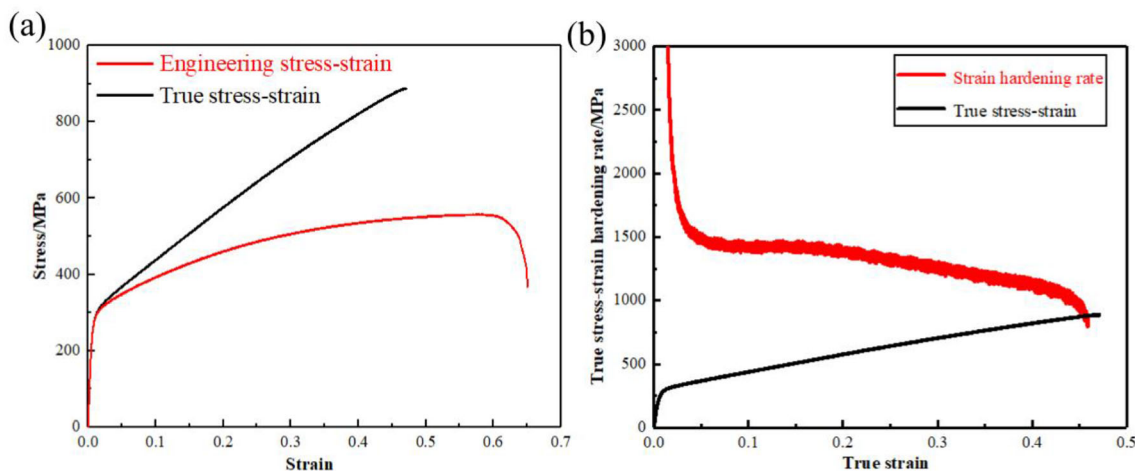 (a)
1000
800
600
400
200
0
Stress/MPa
Engineering stress-strain
True stress-strain
0.0 0.1 0.2 0.3 0.4 0.5 0.6 0.7
Strain
(b)
3000
2500
2000
1500
1000
500
0
True stress-strain hardening rate/MPa
Strain hardening rate
True stress-strain
0.0 0.1 0.2 0.3 0.4 0.5
True strain